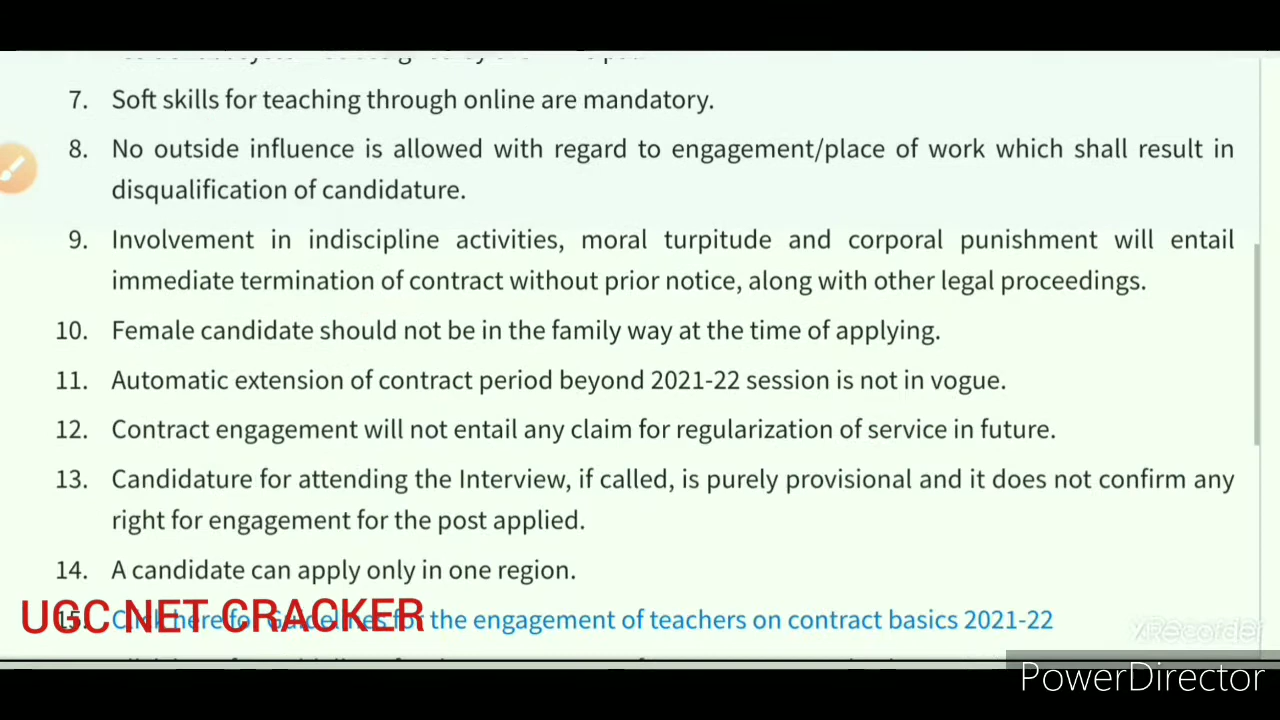 7. Soft skills for teaching through online are mandatory.
8. No outside influence is allowed with regard to engagement/place of work which shall result in
disqualification of candidature.
9. Involvement in indiscipline activities, moral turpitude and corporal punishment will entail
immediate termination of contract without prior notice, along with other legal proceedings.
10. Female candidate should not be in the family way at the time of applying.
11. Automatic extension of contract period beyond 2021-22 session is not in vogue.
12. Contract engagement will not entail any claim for regularization of service in future.
13. Candidature for attending the Interview, if called, is purely provisional and it does not confirm any
right for engagement for the post applied.
14. A candidate can apply only in one region.
15. Click here for Guidelines for the engagement of teachers on contract basics 2021-22
UGC NET CRACKER
XRecorder
PowerDirector